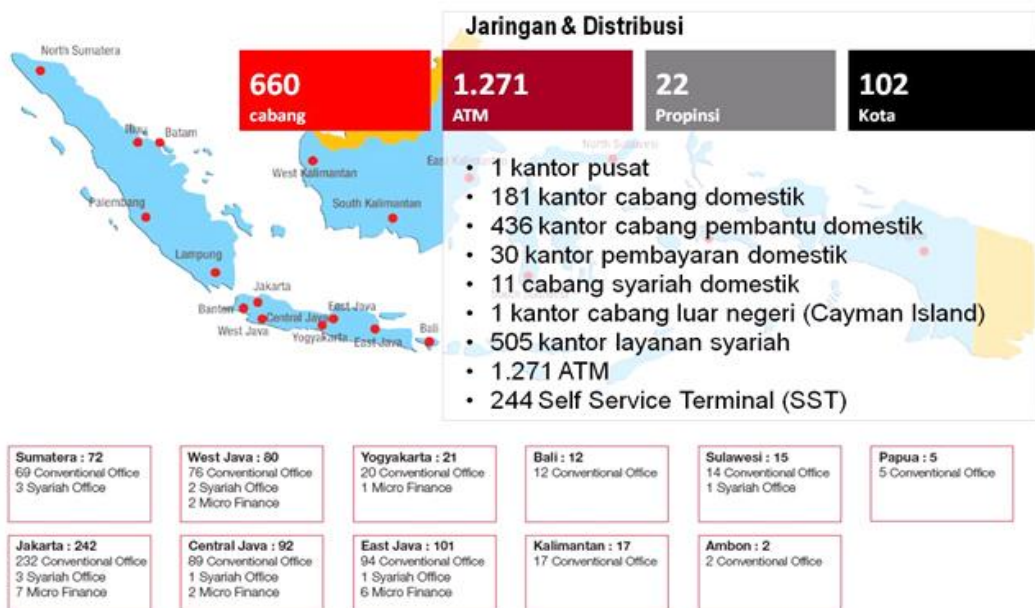 Jaringan & Distribusi
660
cabang
1.271
ATM
22
Propinsi
102
Kota
North Sumatera
Batam
Palembang
Lampung
Jakarta
Banten
West Java
Central Java
Yogyakarta
East Java
East Java
Bali
West Kalimantan
South Kalimantan
East Kalimantan
North Sulawesi
• 1 kantor pusat
• 181 kantor cabang domestik
• 436 kantor cabang pembantu domestik
• 30 kantor pembayaran domestik
• 11 cabang syariah domestik
• 1 kantor cabang luar negeri (Cayman Island)
• 505 kantor layanan syariah
• 1.271 ATM
• 244 Self Service Terminal (SST)
Sumatera : 72
69 Conventional Office
3 Syariah Office
West Java : 80
76 Conventional Office
2 Syariah Office
2 Micro Finance
Yogyakarta : 21
20 Conventional Office
1 Micro Finance
Bali : 12
12 Conventional Office
Sulawesi : 15
14 Conventional Office
1 Syariah Office
Papua : 5
5 Conventional Office
Jakarta : 242
232 Conventional Office
3 Syariah Office
7 Micro Finance
Central Java : 92
89 Conventional Office
1 Syariah Office
2 Micro Finance
East Java : 101
94 Conventional Office
1 Syariah Office
6 Micro Finance
Kalimantan : 17
17 Conventional Office
Ambon : 2
2 Conventional Office